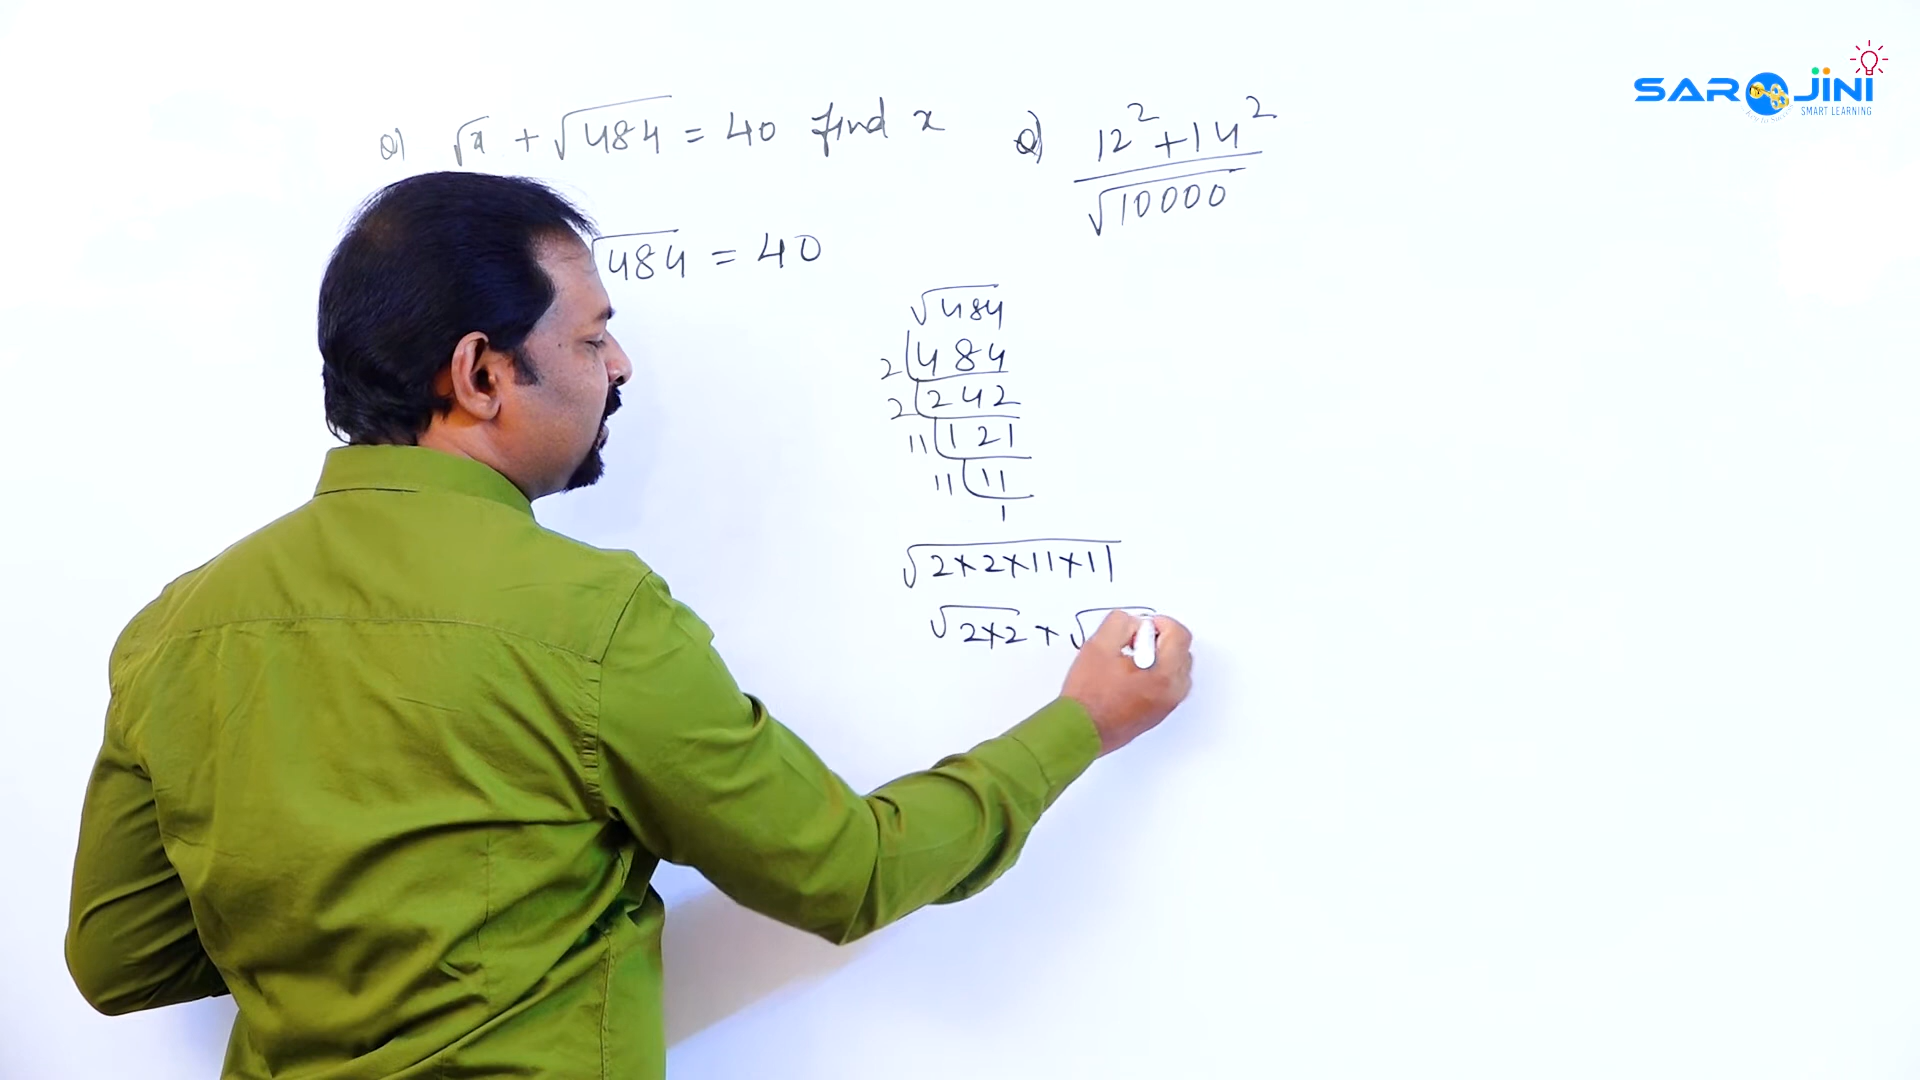 Q) √x + √484 = 40 find x
√484 = 40
√484
2 484
2 242
11 121
11 11
1
√2×2×11×11
√2×2 × √
Q) 12² + 14²
√10000
SAROJINI
SMART LEARNING